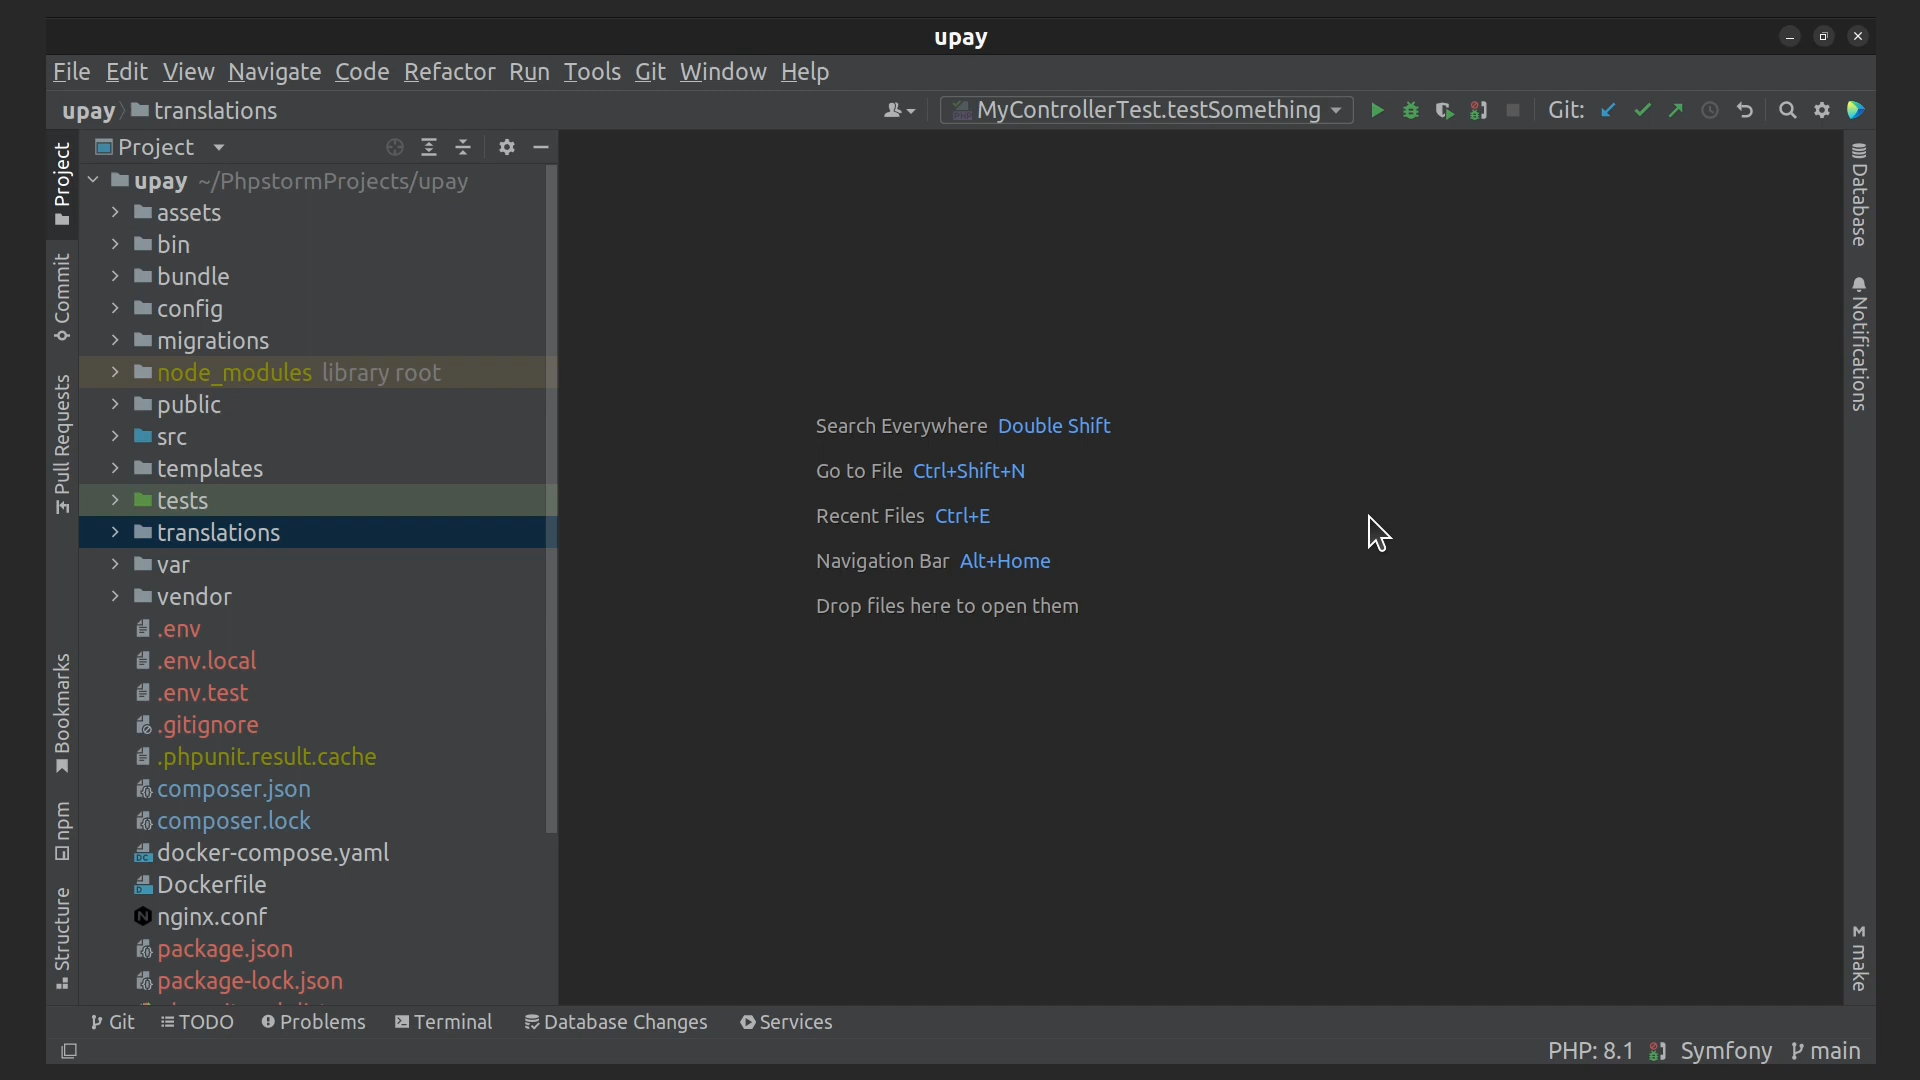 upay
File Edit View Navigate Code Refactor Run Tools Git Window Help
upay translations
MyControllerTest.testSomething
Git:
Project
upay ~/PhpstormProjects/upay
assets
bin
bundle
config
migrations
node_modules library root
public
src
templates
tests
translations
var
vendor
.env
.env.local
.env.test
.gitignore
.phpunit.result.cache
composer.json
composer.lock
docker-compose.yaml
Dockerfile
nginx.conf
package.json
package-lock.json
Project
Commit
Pull Requests
Bookmarks
npm
Structure
Search Everywhere Double Shift
Go to File Ctrl+Shift+N
Recent Files Ctrl+E
Navigation Bar Alt+Home
Drop files here to open them
Database
Notifications
make
Git TODO Problems Terminal Database Changes Services
PHP: 8.1 Symfony main